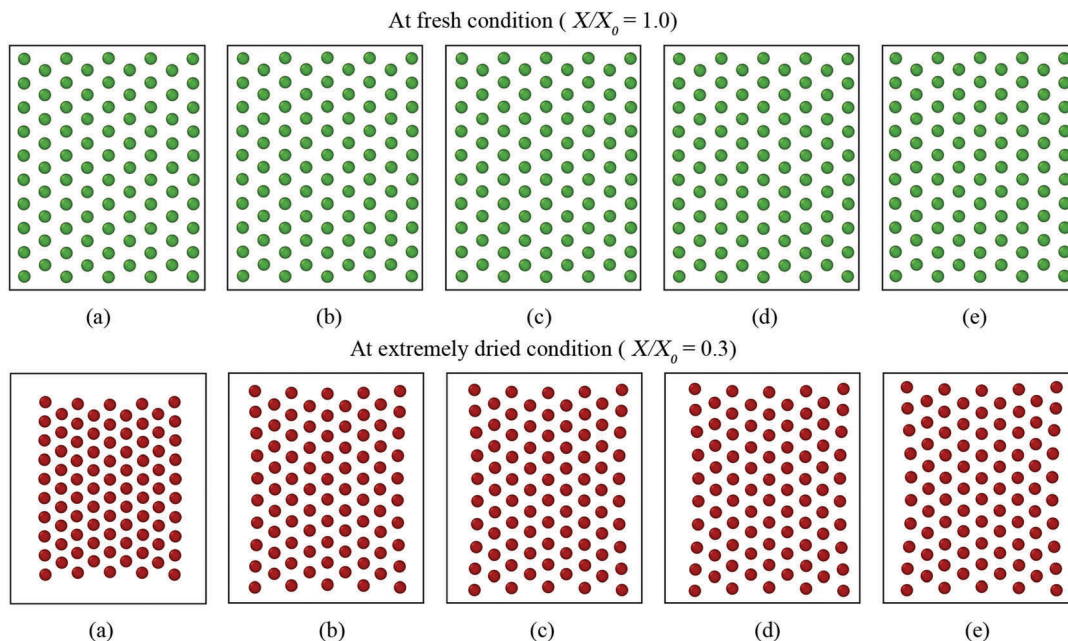 At fresh condition ( X/X₀ = 1.0)
(a) (b) (c) (d) (e)
At extremely dried condition ( X/X₀ = 0.3)
(a) (b) (c) (d) (e)